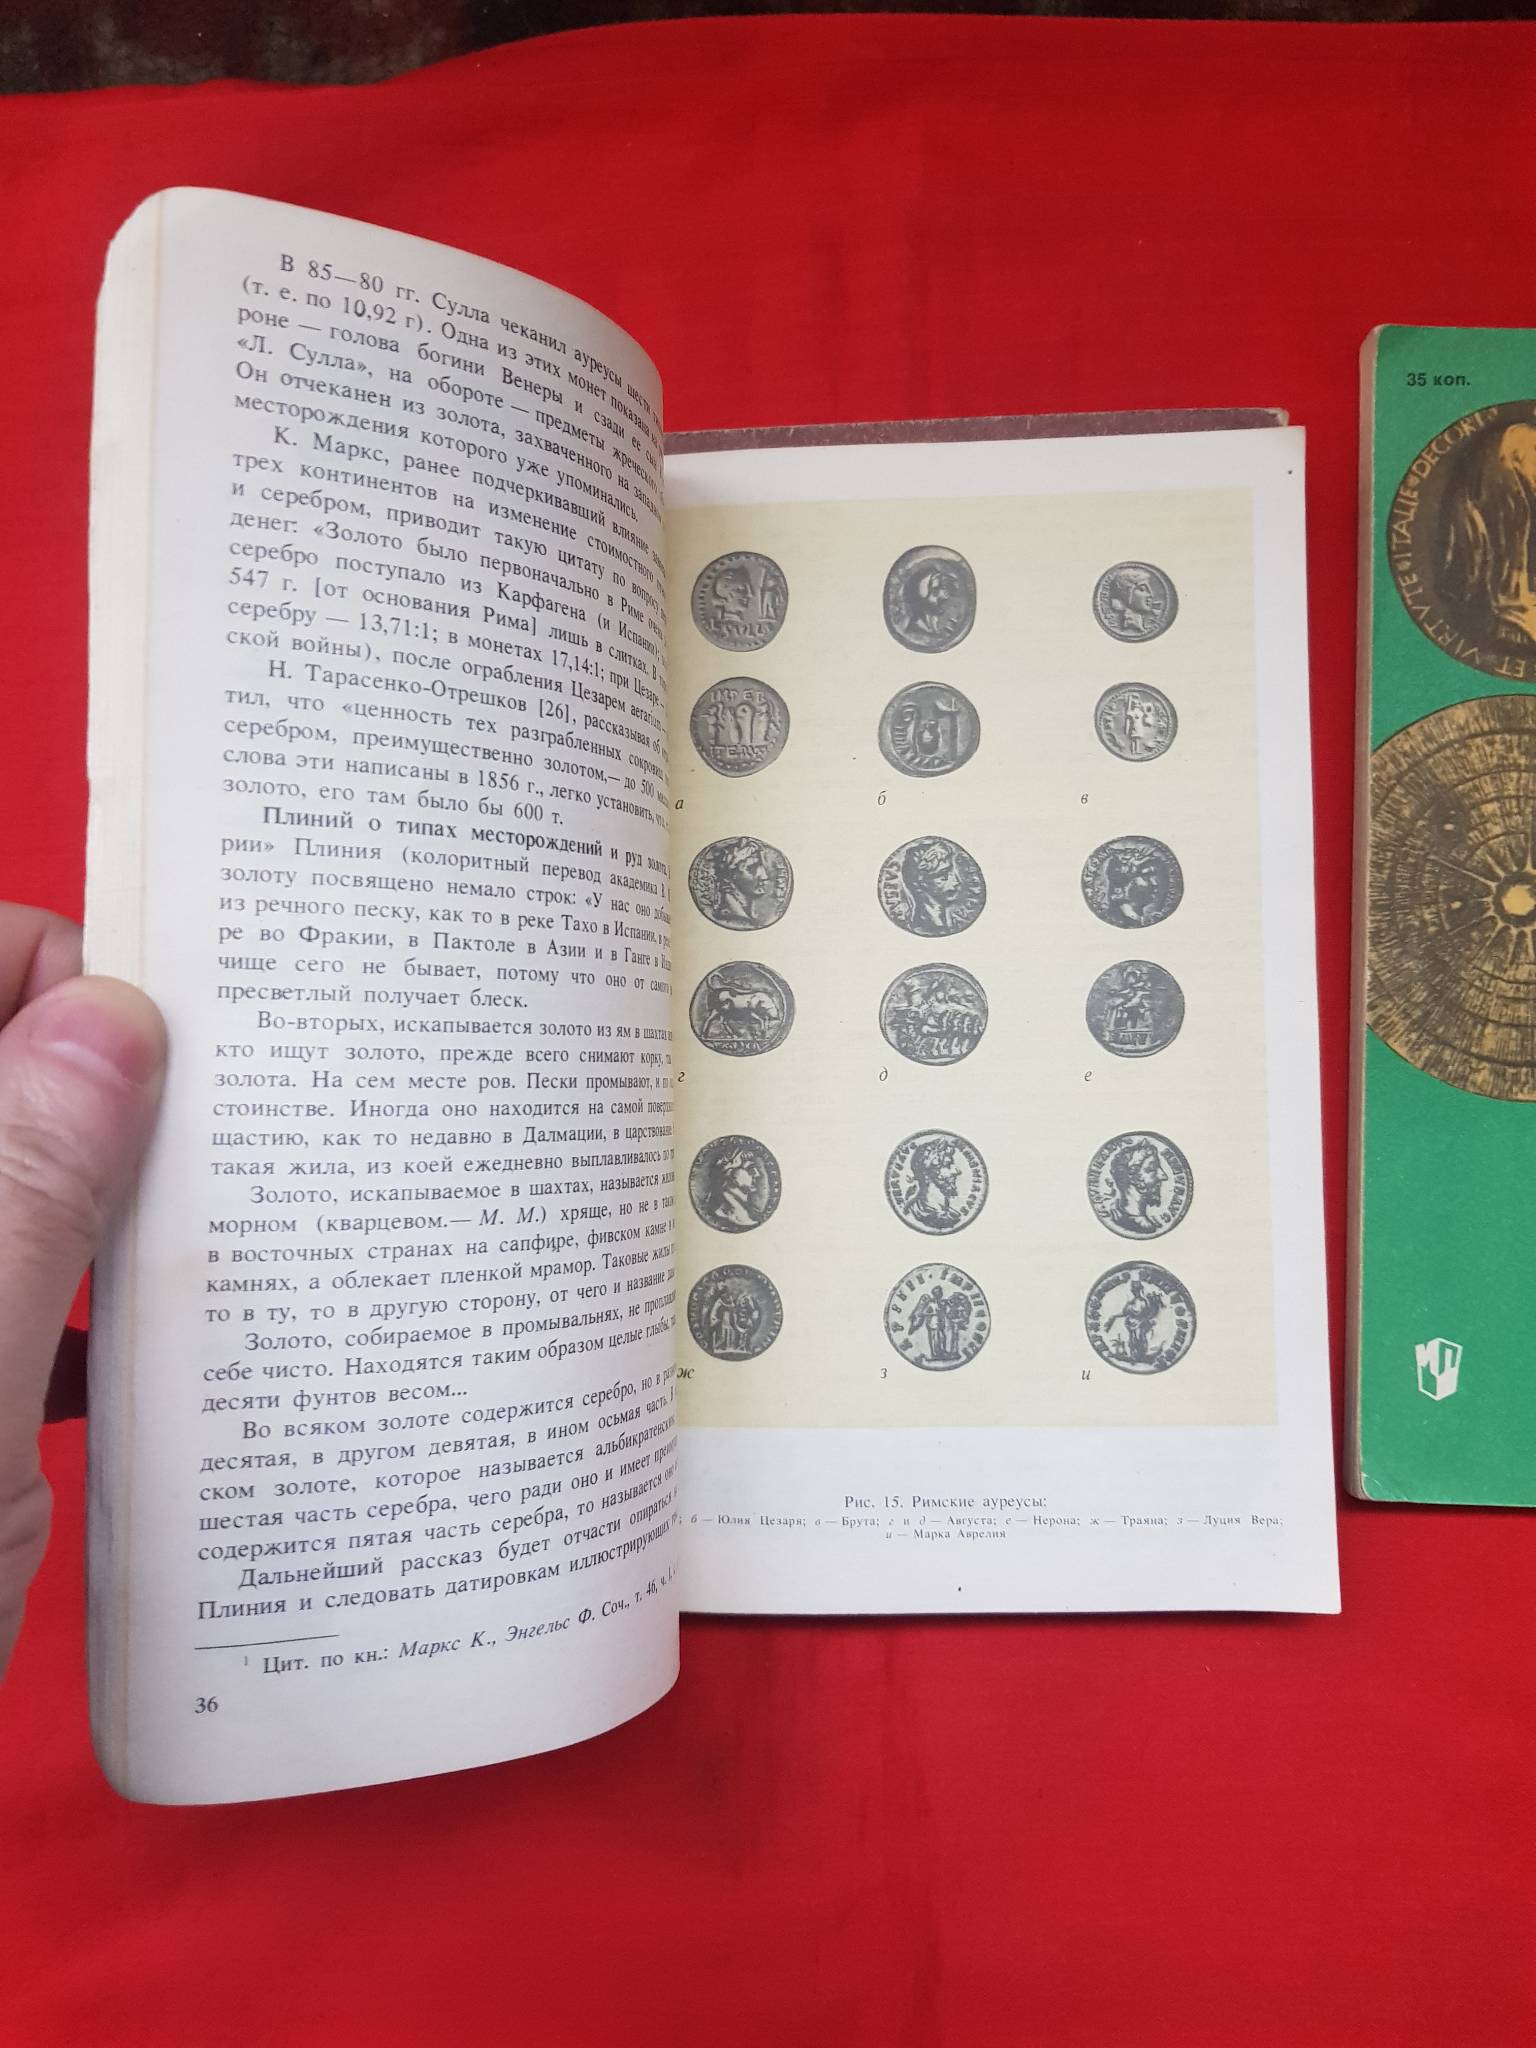 В 85—80 гг. Сулла чеканил ауреусы шести
(т. е. по 10,92 г). Одна из этих монет показана на
роне — голова богини Венеры и сзади ее сын
«Л. Сулла», на обороте — предметы жреческого
Он отчеканен из золота, захваченного на западе
месторождения которого уже упоминались.
К. Маркс, ранее подчеркивавший влияние
трех континентов на изменение стоимостного
и серебром, приводит такую цитату по вопросу
денег: «Золото было первоначально в Риме
серебро поступало из Карфагена (и Испании);
547 г. [от основания Рима] лишь в слитках. В
серебру — 13,71:1; в монетах 17,14:1; при Цезаре —
ской войны), после ограбления Цезарем aerarium
Н. Тарасенко-Отрешков [26], рассказывая об
тил, что «ценность тех разграбленных сокровищ
серебром, преимущественно золотом,— до 500
слова эти написаны в 1856 г., легко установить, что
золото, его там было бы 600 т.
Плиний о типах месторождений и руд золота.
рии» Плиния (колоритный перевод академика В.
золоту посвящено немало строк: «У нас оно
из речного песку, как то в реке Тахо в Испании, в
ре во Фракии, в Пактоле в Азии и в Ганге в
чище сего не бывает, потому что оно от самого
пресветлый получает блеск.
Во-вторых, искапывается золото из ям в шахтах
кто ищут золото, прежде всего снимают корку,
золота. На сем месте ров. Пески промывают, и по
стоинстве. Иногда оно находится на самой
щастию, как то недавно в Далмации, в царствование
такая жила, из коей ежедневно выплавливалось по
Золото, искапываемое в шахтах, называется
морном (кварцевом.— М. М.) хряще, но не в
в восточных странах на сапфире, фивском камне и
камнях, а облекает пленкой мрамор. Таковые жилы
то в ту, то в другую сторону, от чего и название
Золото, собираемое в промывальнях, не
себе чисто. Находятся таким образом целые глыбы,
десяти фунтов весом...
Во всяком золоте содержится серебро, но в
десятая, в другом девятая, в ином осьмая часть. В
ском золоте, которое называется альбикратенским,
шестая часть серебра, чего ради оно и имеет
содержится пятая часть серебра, то называется оно
Дальнейший рассказ будет отчасти опираться
Плиния и следовать датировкам иллюстрирующих
1 Цит. по кн.: Маркс К., Энгельс Ф. Соч., т. 46, ч. I,
36
а б в
г д е
ж з и
Рис. 15. Римские ауреусы:
; б — Юлия Цезаря; в — Брута; г и д — Августа; е — Нерона; ж — Траяна; з — Луция Вера;
и — Марка Аврелия
35 коп.
ET VIRTVTE ITALIE DECORI